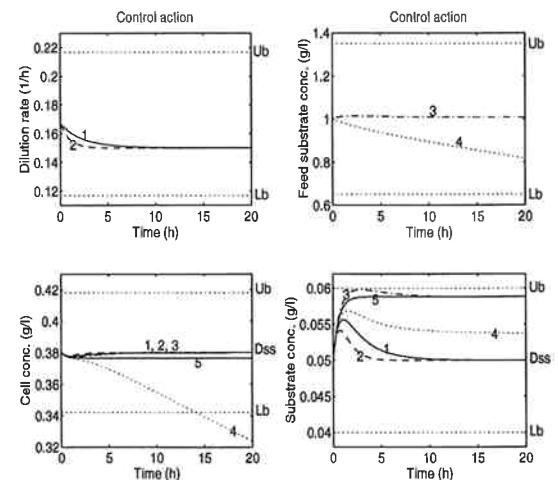 Control action
Dilution rate (1/h)
0.22
0.2
0.18
0.16
0.14
0.12
Ub
1
2
Lb
0
5
10
15
20
Time (h)
Control action
Feed substrate conc. (g/l)
1.4
1.2
1
0.8
0.6
Ub
3
4
Lb
0
5
10
15
20
Time (h)
Cell conc. (g/l)
0.42
0.4
0.38
0.36
0.34
0.32
Ub
1, 2, 3
Dss
5
Lb
4
0
5
10
15
20
Time (h)
Substrate conc. (g/l)
0.06
0.055
0.050
0.045
0.04
Ub
3
5
4
1
2
Dss
Lb
0
5
10
15
20
Time (h)